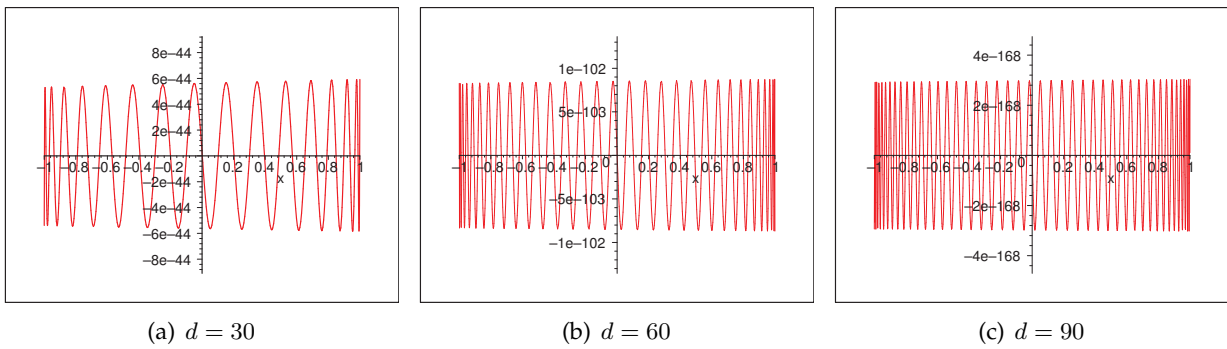 8e–44
6e–44
4e–44
2e–44
–2e–44
–4e–44
–6e–44
–8e–44
–1 –0.8 –0.6 –0.4 –0.2 0.2 0.4 0.6 0.8 1
x
1e–102
5e–103
0
–5e–103
–1e–102
–1 –0.8 –0.6 –0.4 –0.2 0.2 0.4 0.6 0.8 1
x
4e–168
2e–168
0
–2e–168
–4e–168
–1 –0.8 –0.6 –0.4 –0.2 0.2 0.4 0.6 0.8 1
x
(a) d = 30
(b) d = 60
(c) d = 90